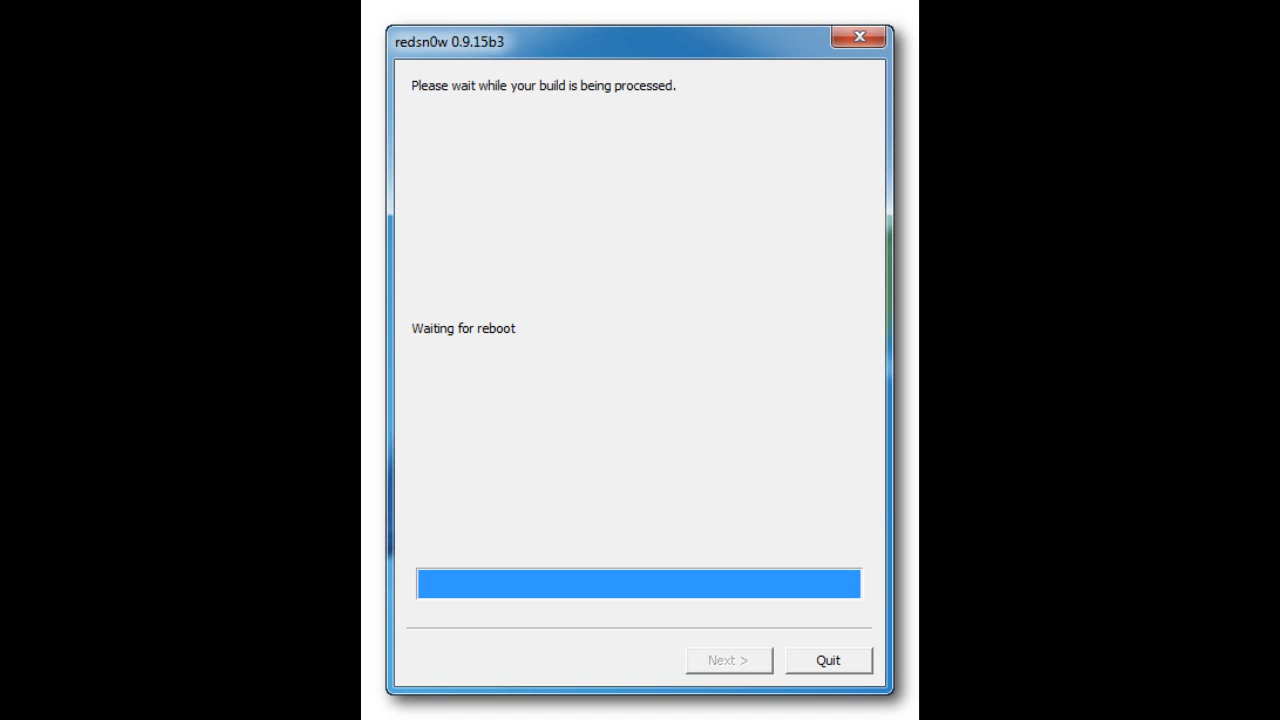 redsn0w 0.9.15b3
Please wait while your build is being processed.
Waiting for reboot
Next >
Quit